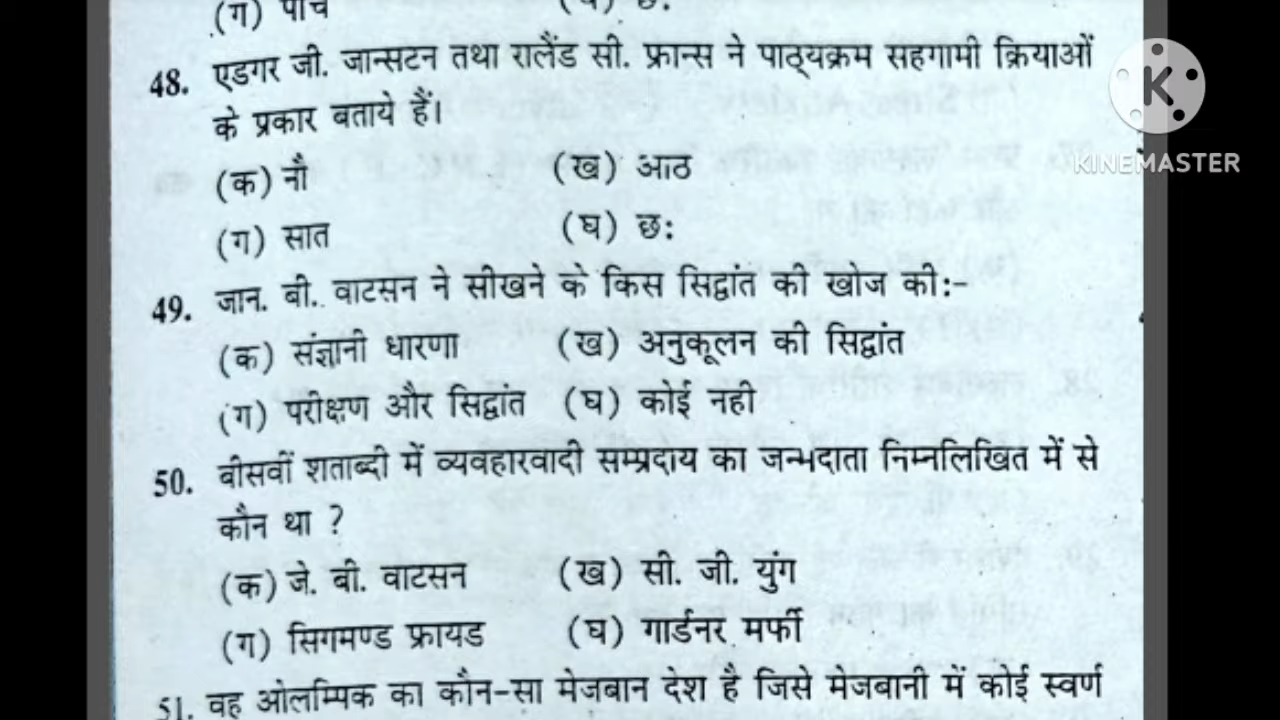 (ग) पांच (घ) छ:
48. एडगर जी. जान्सटन तथा रालैंड सी. फ्रान्स ने पाठ्यक्रम सहगामी क्रियाओं
के प्रकार बताये हैं।
(क) नौ (ख) आठ
(ग) सात (घ) छ:
49. जान. बी. वाटसन ने सीखने के किस सिद्वांत की खोज की:-
(क) संज्ञानी धारणा (ख) अनुकूलन की सिद्वांत
(ग) परीक्षण और सिद्वांत (घ) कोई नही
50. वीसवीं शताब्दी में व्यवहारवादी सम्प्रदाय का जन्मदाता निम्नलिखित में से
कौन था ?
(क) जे. बी. वाटसन (ख) सी. जी. युंग
(ग) सिगमण्ड फ्रायड (घ) गार्डनर मर्फी
51. वह ओलम्पिक का कौन-सा मेजबान देश है जिसे मेजबानी में कोई स्वर्ण
K
KINEMASTER